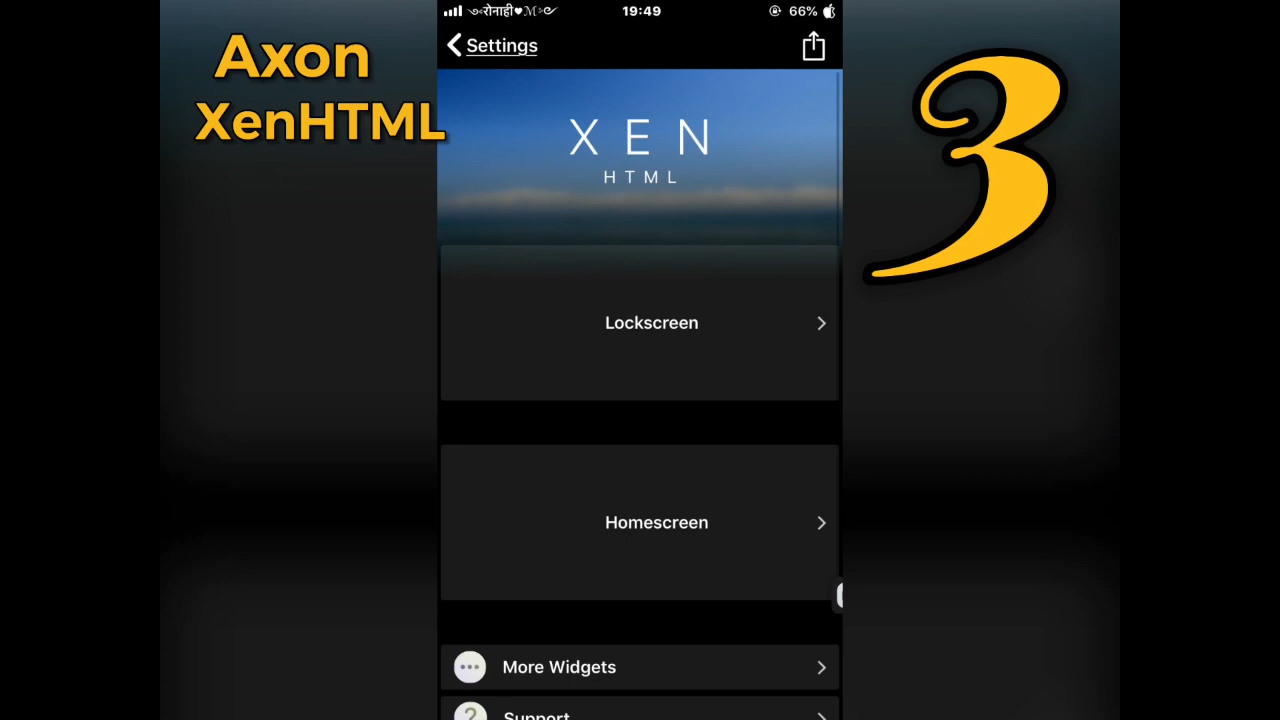 ༺रोनाही♥ℳ༻ 19:49 66%
Settings
Axon
XenHTML
3
XEN
HTML
Lockscreen
Homescreen
More Widgets
Support